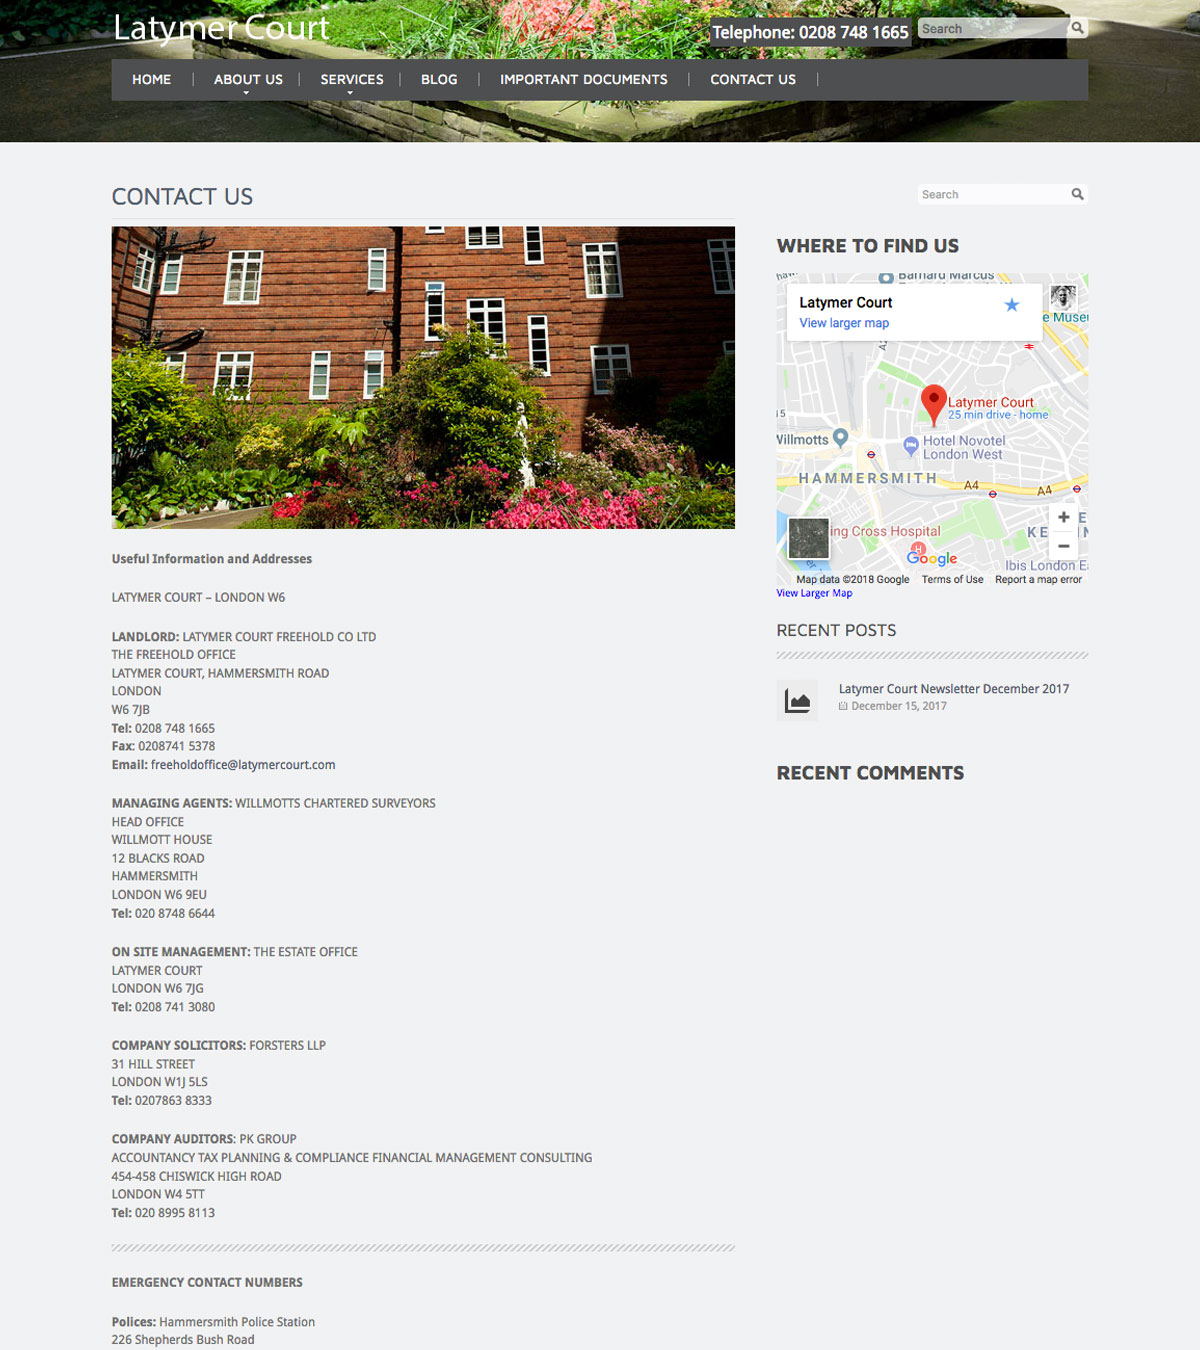 Latymer Court
Telephone: 0208 748 1665
Search
HOME
ABOUT US
SERVICES
BLOG
IMPORTANT DOCUMENTS
CONTACT US
CONTACT US
Useful Information and Addresses
LATYMER COURT – LONDON W6
LANDLORD: LATYMER COURT FREEHOLD CO LTD
THE FREEHOLD OFFICE
LATYMER COURT, HAMMERSMITH ROAD
LONDON
W6 7JB
Tel: 0208 748 1665
Fax: 0208741 5378
Email: freeholdoffice@latymercourt.com
MANAGING AGENTS: WILLMOTTS CHARTERED SURVEYORS
HEAD OFFICE
WILLMOTT HOUSE
12 BLACKS ROAD
HAMMERSMITH
LONDON W6 9EU
Tel: 020 8748 6644
ON SITE MANAGEMENT: THE ESTATE OFFICE
LATYMER COURT
LONDON W6 7JG
Tel: 0208 741 3080
COMPANY SOLICITORS: FORSTERS LLP
31 HILL STREET
LONDON W1J 5LS
Tel: 0207863 8333
COMPANY AUDITORS: PK GROUP
ACCOUNTANCY TAX PLANNING & COMPLIANCE FINANCIAL MANAGEMENT CONSULTING
454-458 CHISWICK HIGH ROAD
LONDON W4 5TT
Tel: 020 8995 8113
EMERGENCY CONTACT NUMBERS
Polices: Hammersmith Police Station
226 Shepherds Bush Road
Search
WHERE TO FIND US
Barnard Marcus
Latymer Court
View larger map
e Museu
Latymer Court
25 min drive - home
Willmotts
Hotel Novotel
London West
HAMMERSMITH
A4
A4
ing Cross Hospital
Google
Ibis London Ea
Map data ©2018 Google
Terms of Use
Report a map error
View Larger Map
RECENT POSTS
Latymer Court Newsletter December 2017
December 15, 2017
RECENT COMMENTS